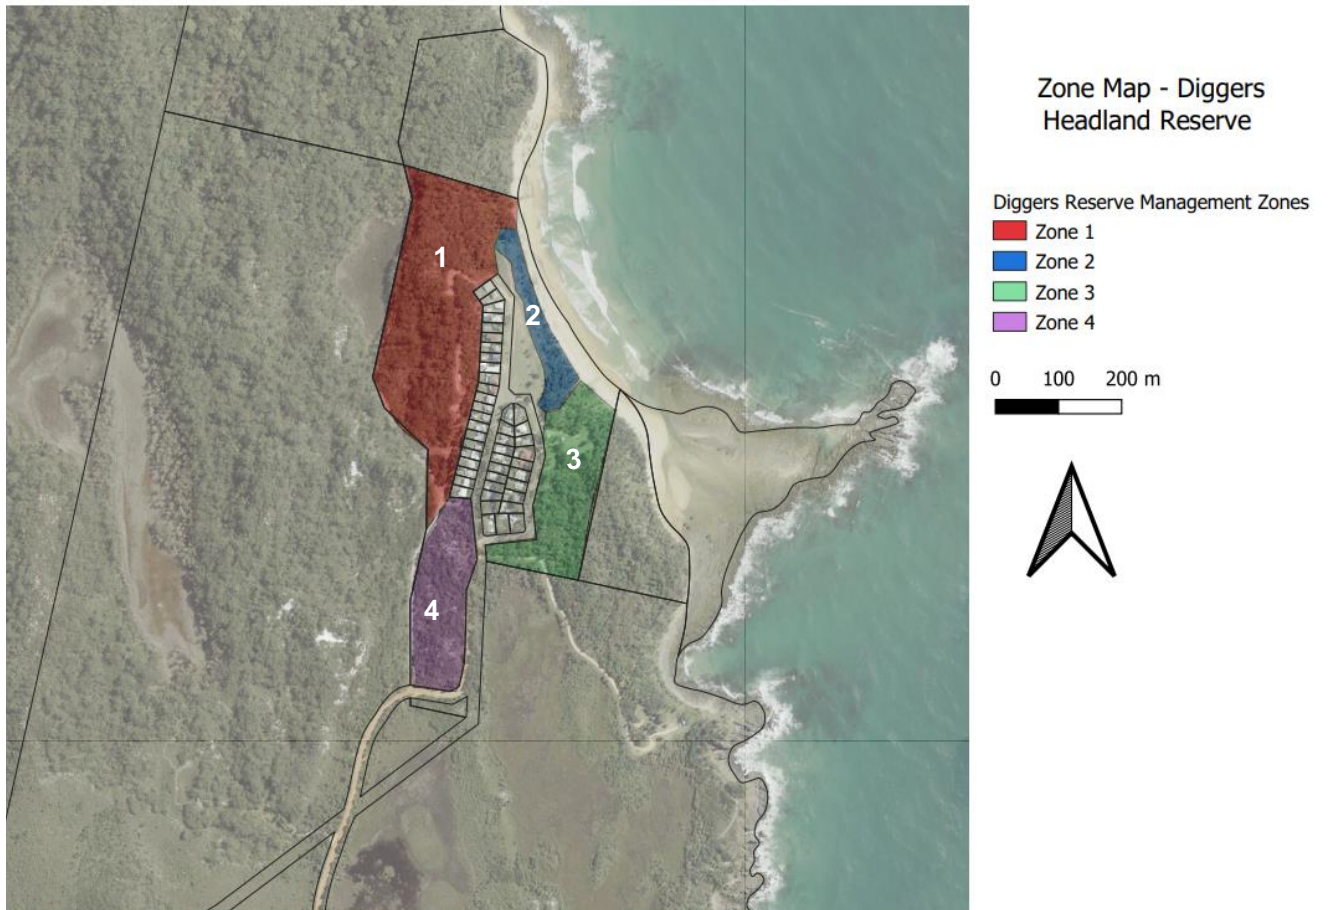 Zone Map - Diggers
Headland Reserve
Diggers Reserve Management Zones
Zone 1
Zone 2
Zone 3
Zone 4
0 100 200 m
1
2
3
4